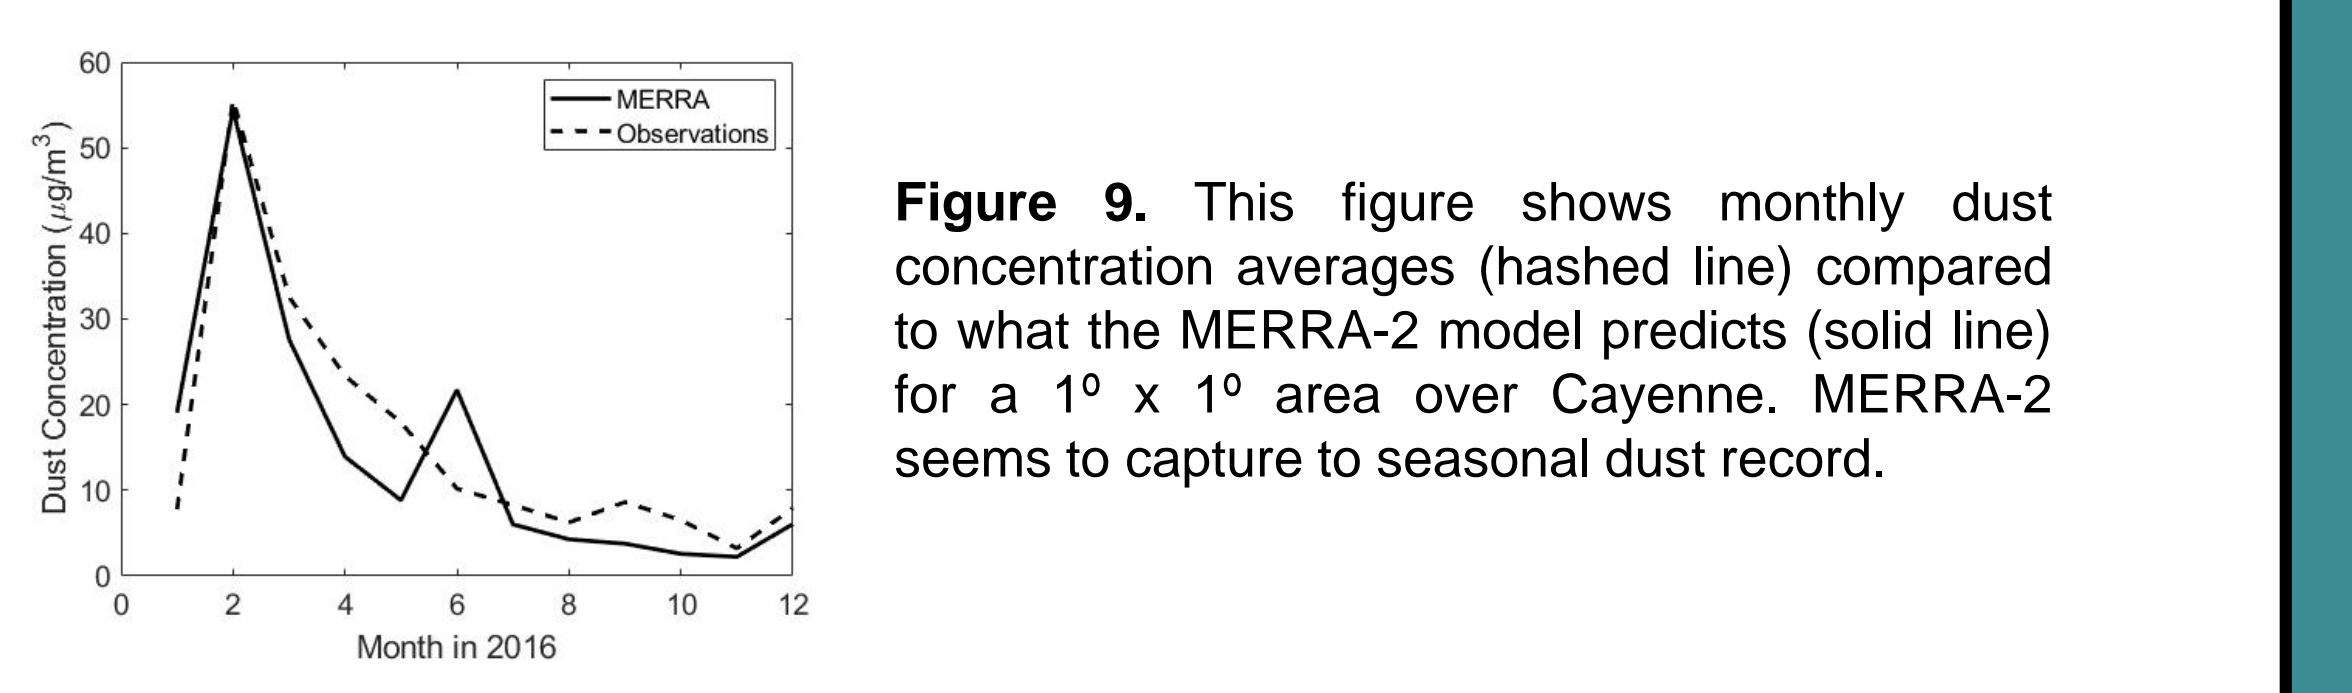 60
50
40
30
20
10
0
Dust Concentration (μg/m³)
MERRA
Observations
0 2 4 6 8 10 12
Month in 2016
Figure 9. This figure shows monthly dust
concentration averages (hashed line) compared
to what the MERRA-2 model predicts (solid line)
for a 1º x 1º area over Cayenne. MERRA-2
seems to capture to seasonal dust record.